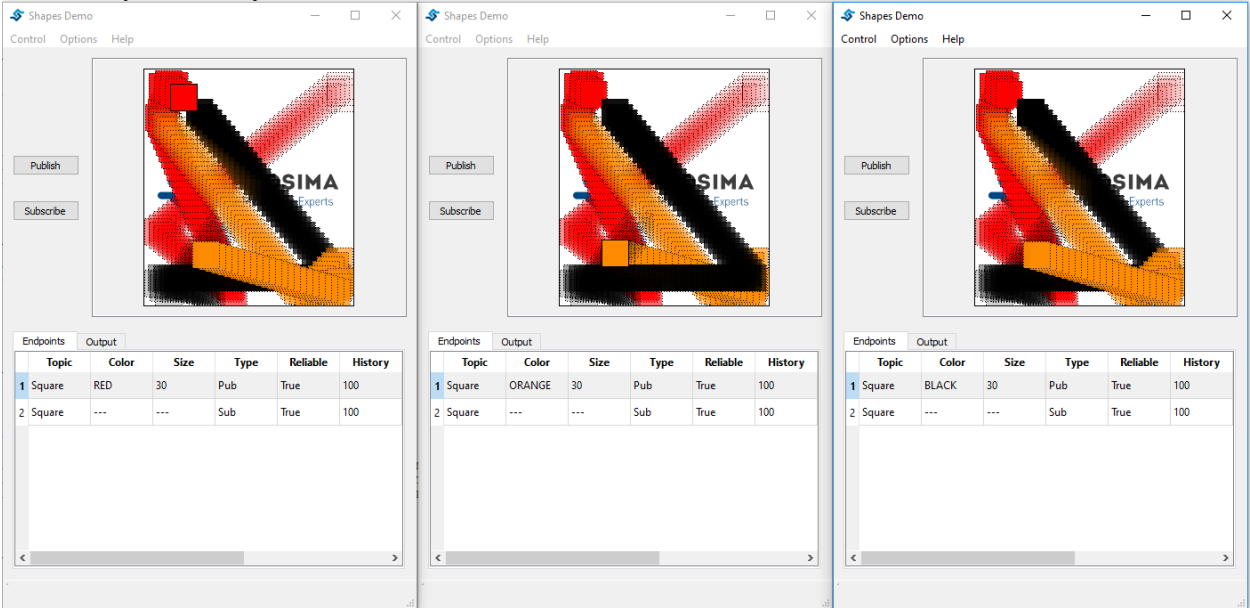 Shapes Demo
Control Options Help
SIMA
Experts
Publish
Subscribe
Endpoints Output
Topic Color Size Type Reliable History
1 Square RED 30 Pub True 100
2 Square --- --- Sub True 100
Shapes Demo
Control Options Help
SIMA
Experts
Publish
Subscribe
Endpoints Output
Topic Color Size Type Reliable History
1 Square ORANGE 30 Pub True 100
2 Square --- --- Sub True 100
Shapes Demo
Control Options Help
SIMA
Experts
Publish
Subscribe
Endpoints Output
Topic Color Size Type Reliable History
1 Square BLACK 30 Pub True 100
2 Square --- --- Sub True 100